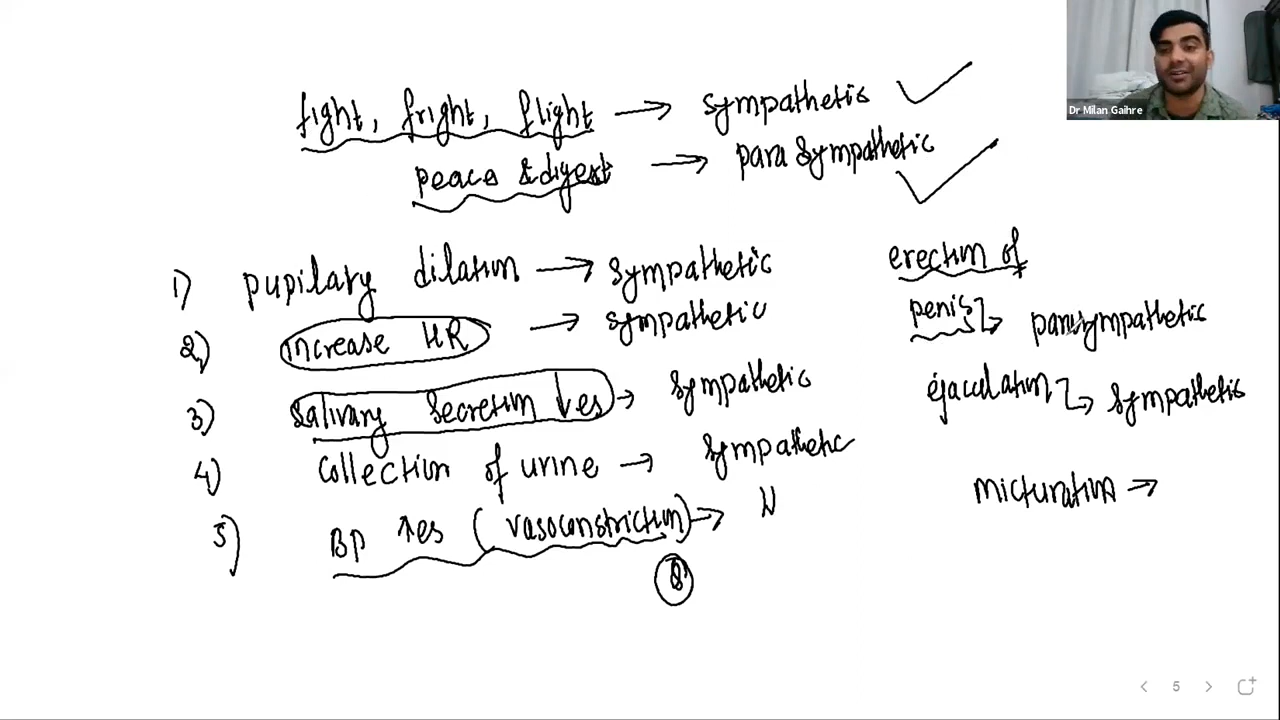 fight, fright, flight → sympathetic ✓
peace & digest → para sympathetic ✓
1) pupilary dilation → sympathetic
2) increase HR → sympathetic
3) salivary secretion ↓es → sympathetic
4) collection of urine → sympathetic
5) BP ↑es (vasoconstriction) →
erection of
penis → parasympathetic
ejaculation → sympathetic
micturation →
Dr Milan Gaihre
5